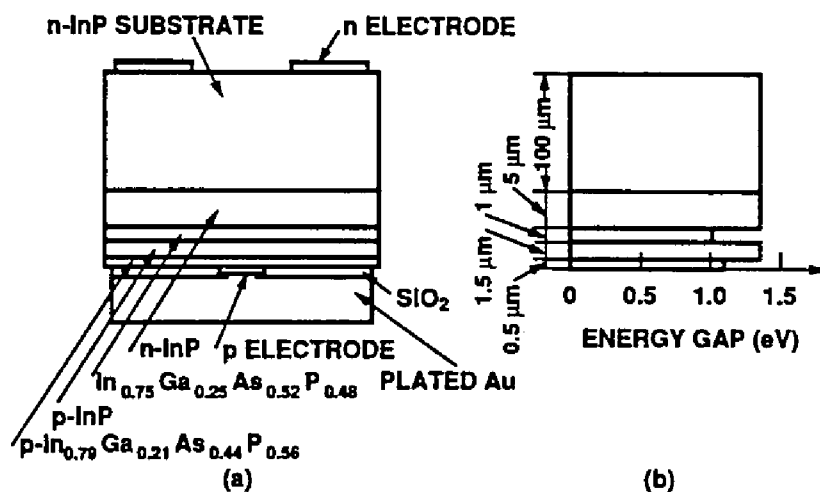 n-InP SUBSTRATE
n ELECTRODE
SiO₂
n-InP
p ELECTRODE
In₀.₇₅ Ga₀.₂₅ As₀.₅₂ P₀.₄₈
PLATED Au
p-InP
p-In₀.₇₉ Ga₀.₂₁ As₀.₄₄ P₀.₅₆
(a)
100 μm
5 μm
1 μm
1.5 μm
0.5 μm
0 0.5 1.0 1.5
ENERGY GAP (eV)
(b)